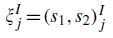 ξ_j^I = (s_1, s_2)_j^I